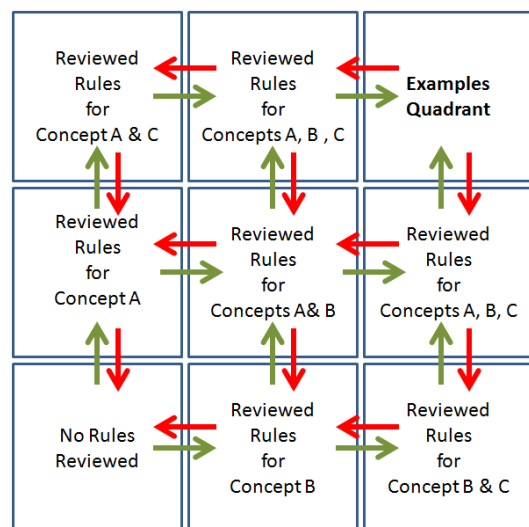 Reviewed
Rules
for
Concept A & C
Reviewed
Rules
for
Concepts A, B , C
Examples
Quadrant
Reviewed
Rules
for
Concept A
Reviewed
Rules
for
Concepts A& B
Reviewed
Rules
for
Concepts A, B, C
No Rules
Reviewed
Reviewed
Rules
for
Concept B
Reviewed
Rules
for
Concept B & C